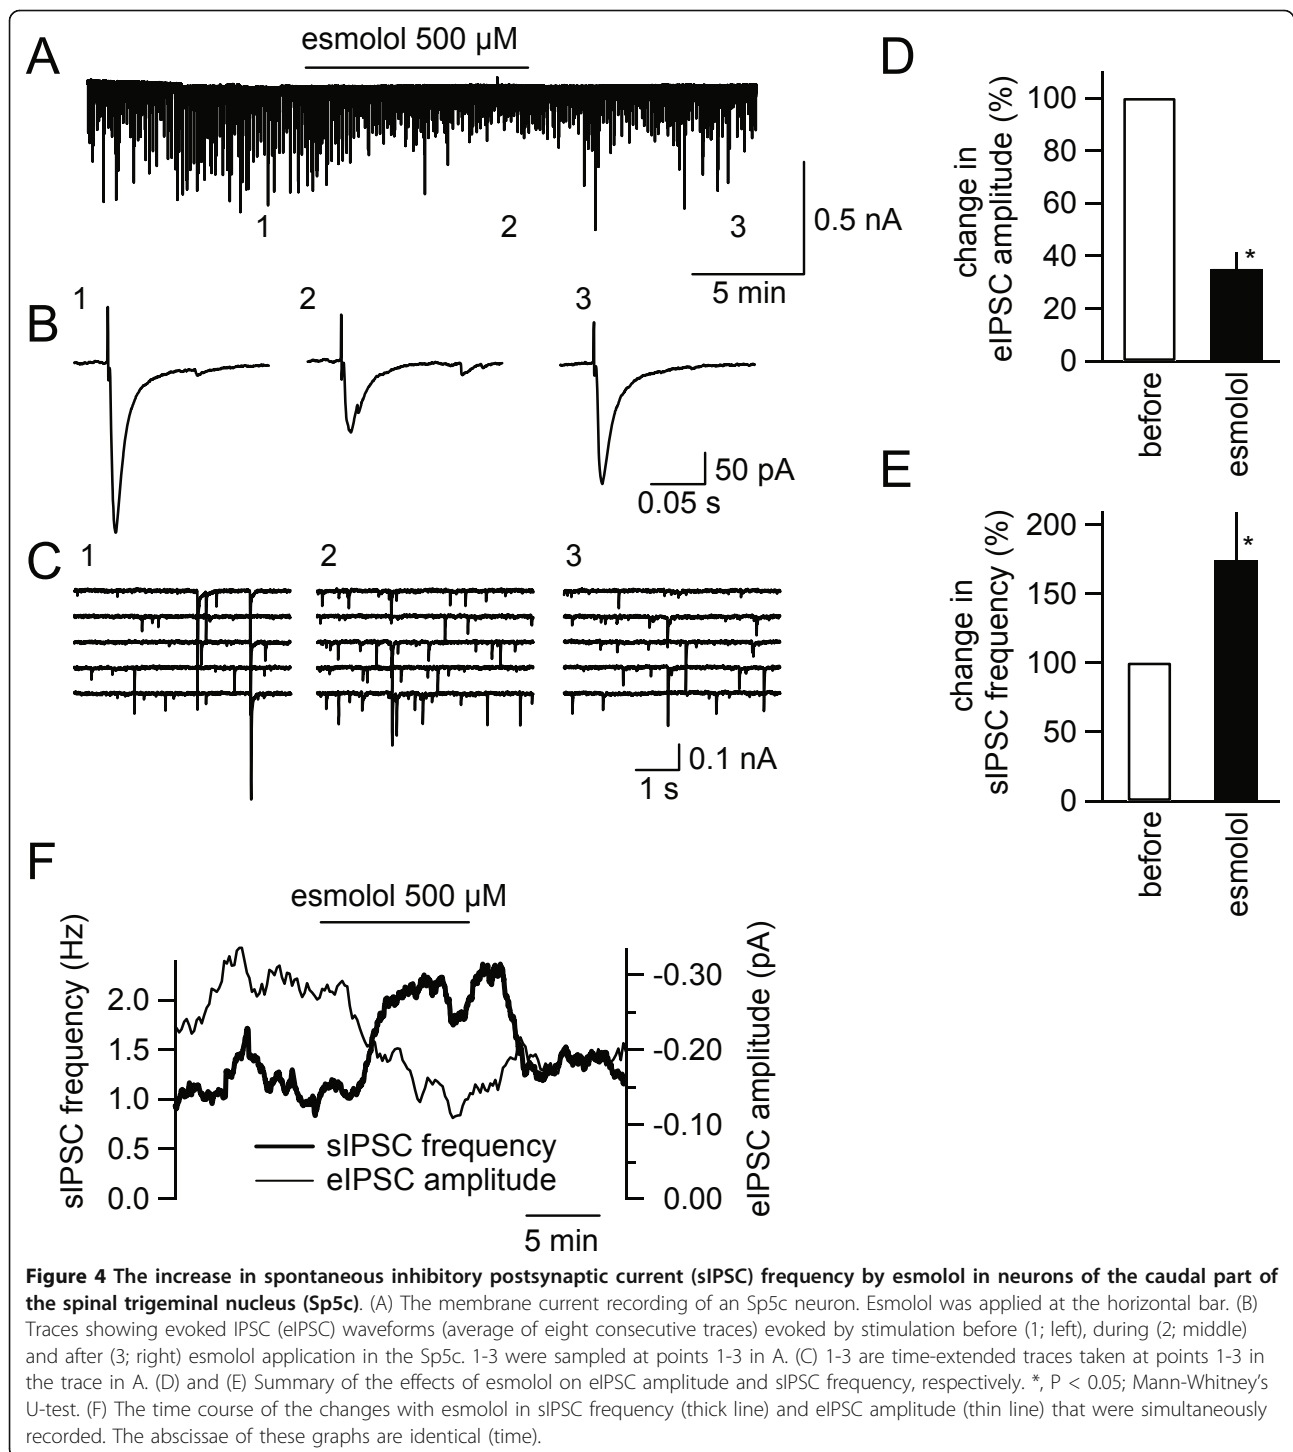 A
esmolol 500 µM
1
2
3
0.5 nA
5 min
B
1
2
3
50 pA
0.05 s
C
1
2
3
0.1 nA
1 s
D
change in
eIPSC amplitude (%)
100
80
60
40
20
0
*
before
esmolol
E
change in
sIPSC frequency (%)
200
150
100
50
0
*
before
esmolol
F
esmolol 500 µM
sIPSC frequency (Hz)
2.0
1.5
1.0
0.5
0.0
sIPSC frequency
eIPSC amplitude
-0.30
-0.20
-0.10
0.00
eIPSC amplitude (pA)
5 min
Figure 4 The increase in spontaneous inhibitory postsynaptic current (sIPSC) frequency by esmolol in neurons of the caudal part of
the spinal trigeminal nucleus (Sp5c). (A) The membrane current recording of an Sp5c neuron. Esmolol was applied at the horizontal bar. (B)
Traces showing evoked IPSC (eIPSC) waveforms (average of eight consecutive traces) evoked by stimulation before (1; left), during (2; middle)
and after (3; right) esmolol application in the Sp5c. 1-3 were sampled at points 1-3 in A. (C) 1-3 are time-extended traces taken at points 1-3 in
the trace in A. (D) and (E) Summary of the effects of esmolol on eIPSC amplitude and sIPSC frequency, respectively. *, P < 0.05; Mann-Whitney's
U-test. (F) The time course of the changes with esmolol in sIPSC frequency (thick line) and eIPSC amplitude (thin line) that were simultaneously
recorded. The abscissae of these graphs are identical (time).